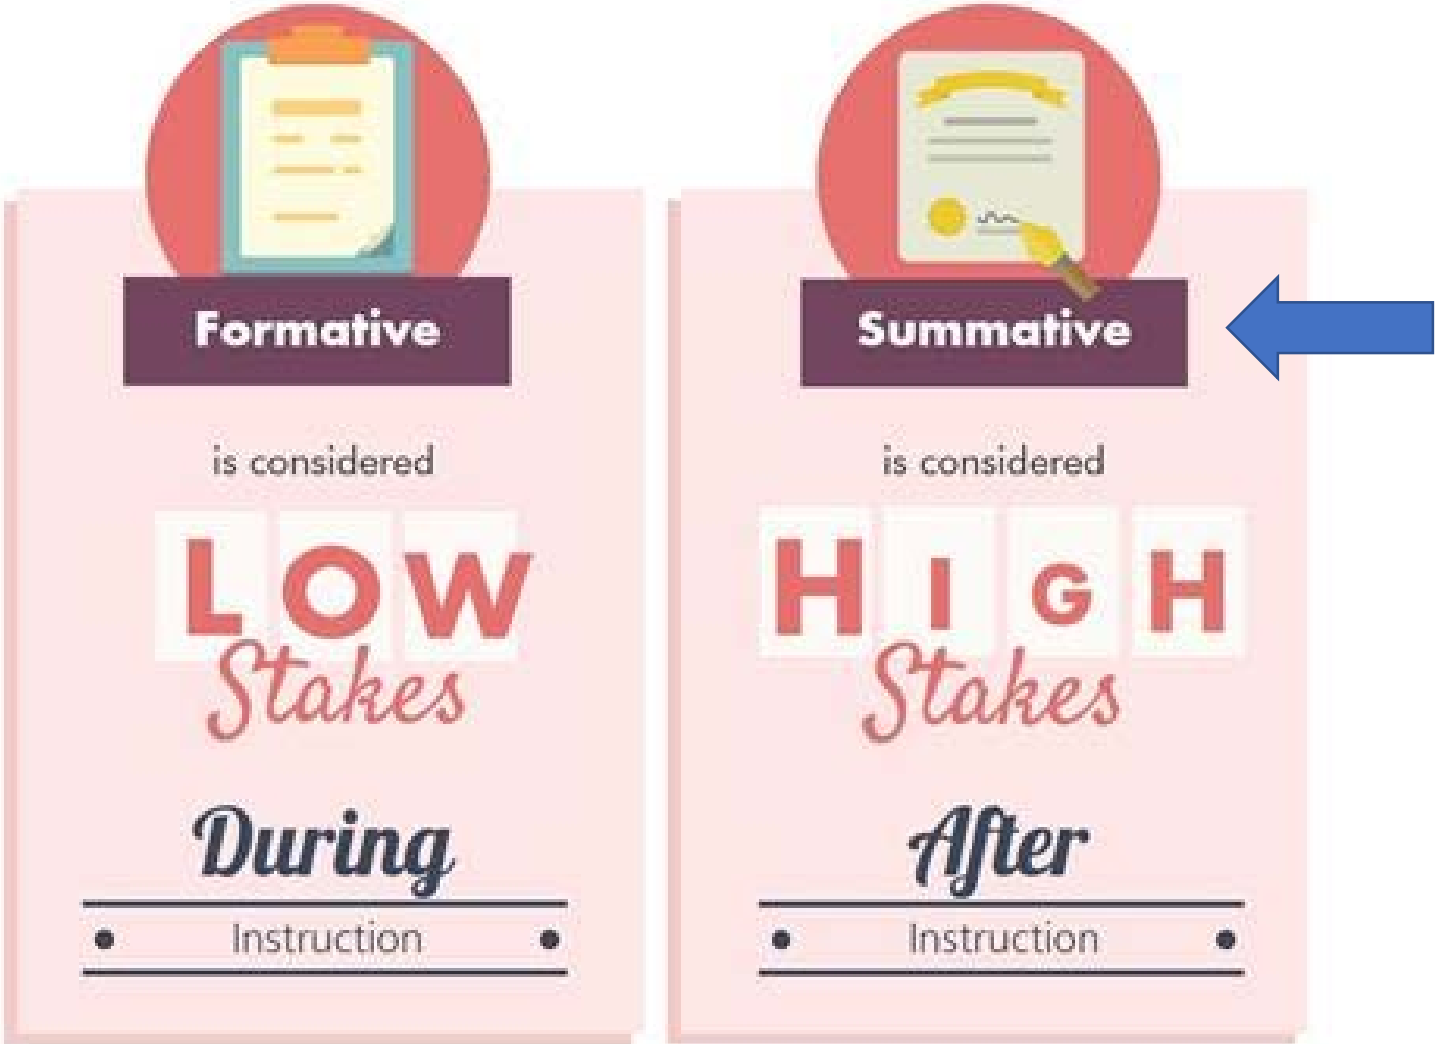 Formative
is considered
LOW
Stakes
During
Instruction
Summative
is considered
HIGH
Stakes
After
Instruction